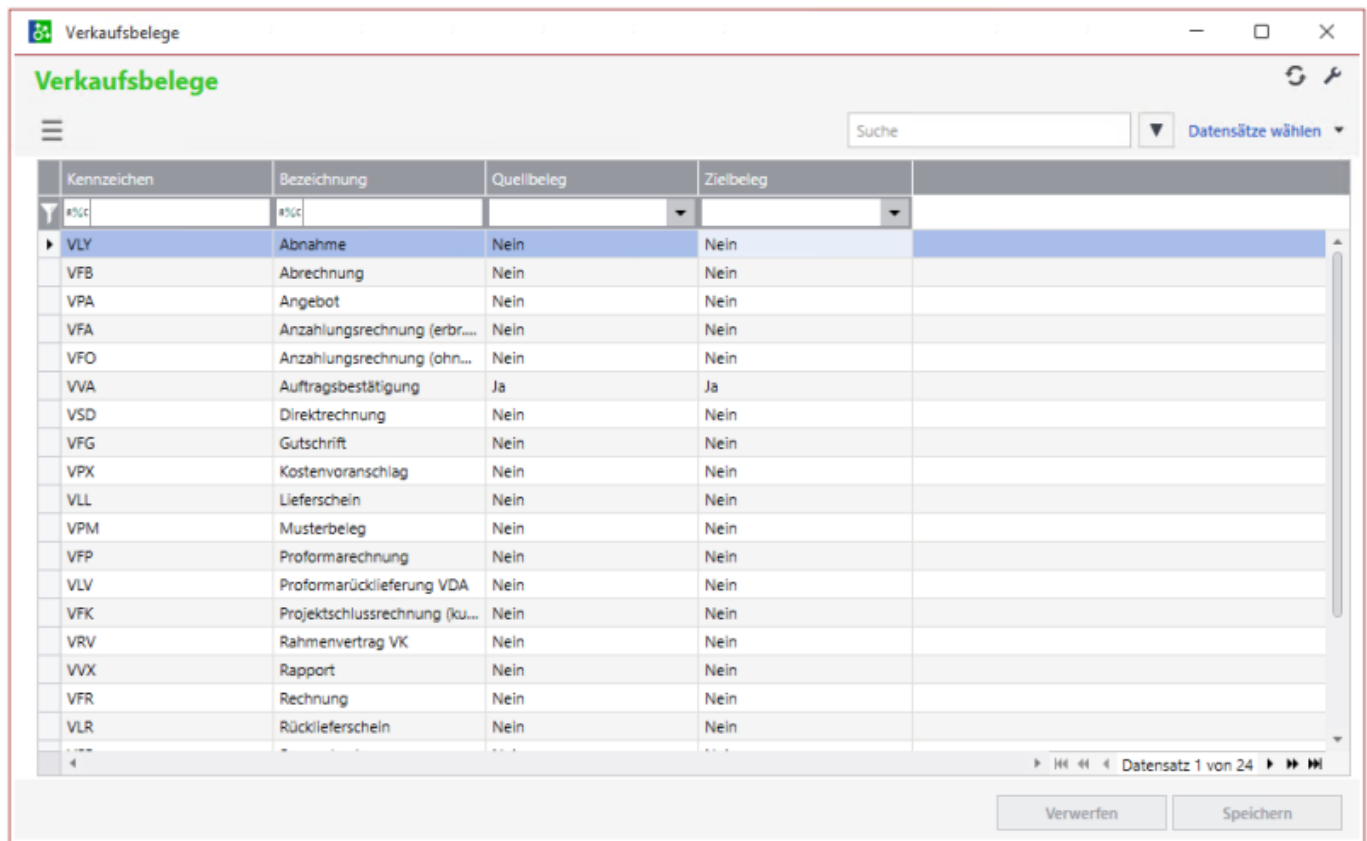 Verkaufsbelege
Verkaufsbelege
Suche Datensätze wählen
Kennzeichen Bezeichnung Quellbeleg Zielbeleg
VLY Abnahme Nein Nein
VFB Abrechnung Nein Nein
VPA Angebot Nein Nein
VFA Anzahlungsrechnung (erbr.... Nein Nein
VFO Anzahlungsrechnung (ohn... Nein Nein
VVA Auftragsbestätigung Ja Ja
VSD Direktrechnung Nein Nein
VFG Gutschrift Nein Nein
VPX Kostenvoranschlag Nein Nein
VLL Lieferschein Nein Nein
VPM Musterbeleg Nein Nein
VFP Proformarechnung Nein Nein
VLV Proformarücklieferung VDA Nein Nein
VFK Projektschlussrechnung (ku... Nein Nein
VRV Rahmenvertrag VK Nein Nein
VVX Rapport Nein Nein
VFR Rechnung Nein Nein
VLR Rücklieferschein Nein Nein
Datensatz 1 von 24
Verwerfen Speichern